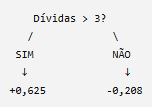 Dívidas > 3?
/ \
SIM NÃO
↓ ↓
+0,625 -0,208